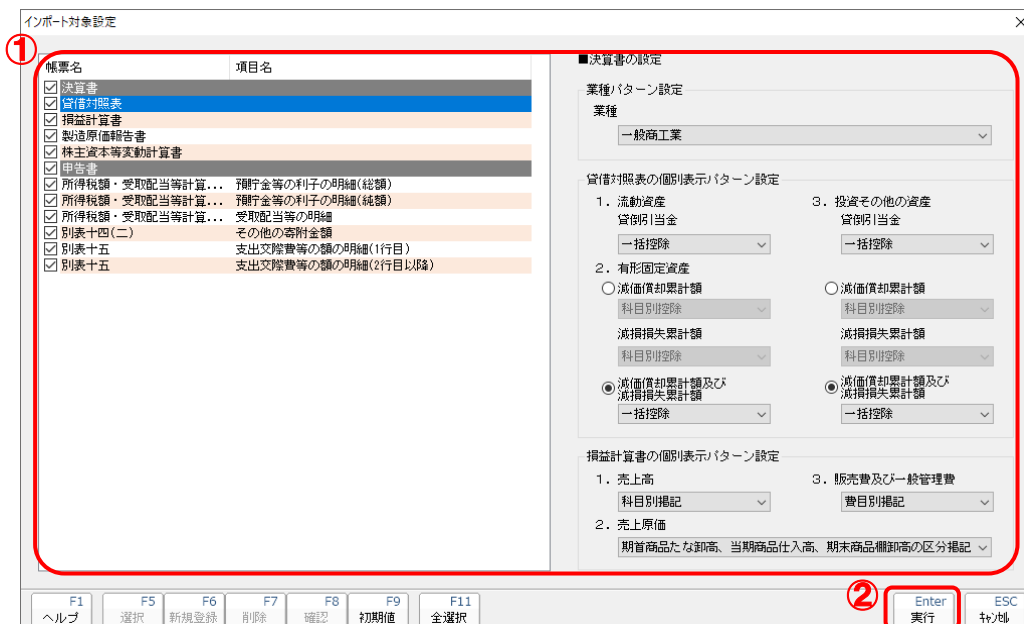 インポート対象設定
①
帳票名 項目名
決算書
貸借対照表
損益計算書
製造原価報告書
株主資本等変動計算書
申告書
所得税額・受取配当等計算... 預貯金等の利子の明細(総額)
所得税額・受取配当等計算... 預貯金等の利子の明細(純額)
所得税額・受取配当等計算... 受取配当等の明細
別表十四(二) その他の寄附金額
別表十五 支出交際費等の額の明細(1行目)
別表十五 支出交際費等の額の明細(2行目以降)
■決算書の設定
業種パターン設定
業種
一般商工業
貸借対照表の個別表示パターン設定
1. 流動資産
貸倒引当金
一括控除
3. 投資その他の資産
貸倒引当金
一括控除
2. 有形固定資産
減価償却累計額
科目別控除
減損損失累計額
科目別控除
減価償却累計額及び
減損損失累計額
一括控除
減価償却累計額
科目別控除
減損損失累計額
科目別控除
減価償却累計額及び
減損損失累計額
一括控除
損益計算書の個別表示パターン設定
1. 売上高
科目別掲記
3. 販売費及び一般管理費
費目別掲記
2. 売上原価
期首商品たな卸高、当期商品仕入高、期末商品棚卸高の区分掲記
②
F1
ヘルプ
F5
選択
F6
新規登録
F7
削除
F8
確認
F9
初期値
F11
全選択
Enter
実行
ESC
キャンセル